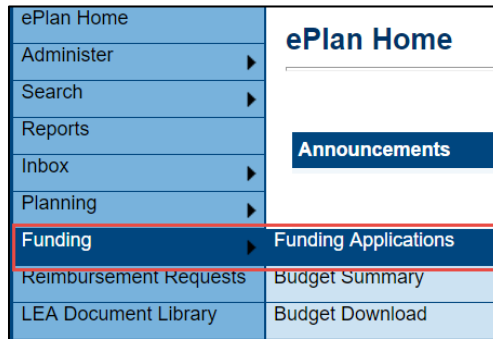 ePlan Home
Administer
Search
Reports
Inbox
Planning
Funding
Reimbursement Requests
LEA Document Library
ePlan Home
Announcements
Funding Applications
Budget Summary
Budget Download